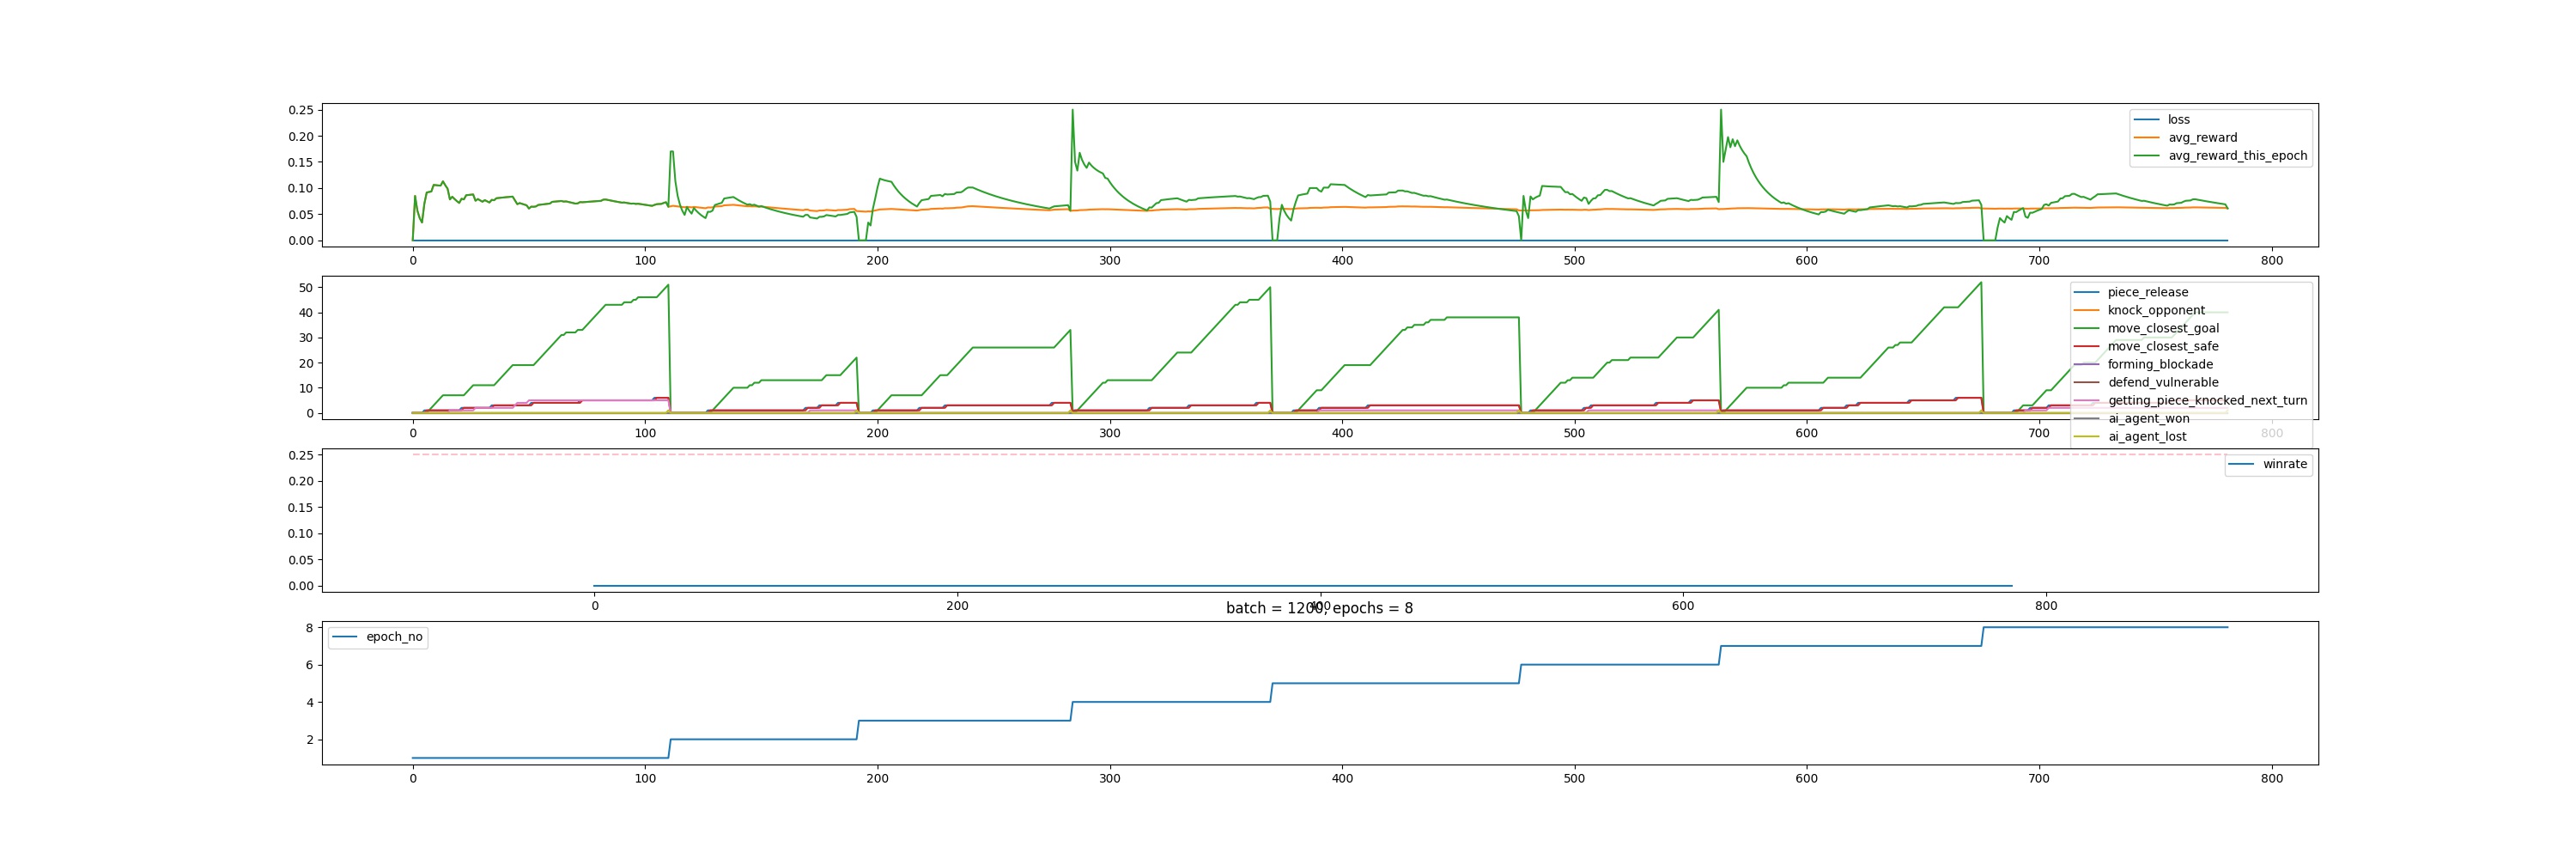 0.25
0.20
0.15
0.10
0.05
0.00
loss
avg_reward
avg_reward_this_epoch
0 100 200 300 400 500 600 700 800
50
40
30
20
10
0
piece_release
knock_opponent
move_closest_goal
move_closest_safe
forming_blockade
defend_vulnerable
getting_piece_knocked_next_turn
ai_agent_won
ai_agent_lost
0 100 200 300 400 500 600 700 800
0.25
0.20
0.15
0.10
0.05
0.00
winrate
0 200 400 600 800
batch = 1200, epochs = 8
8
6
4
2
epoch_no
0 100 200 300 400 500 600 700 800